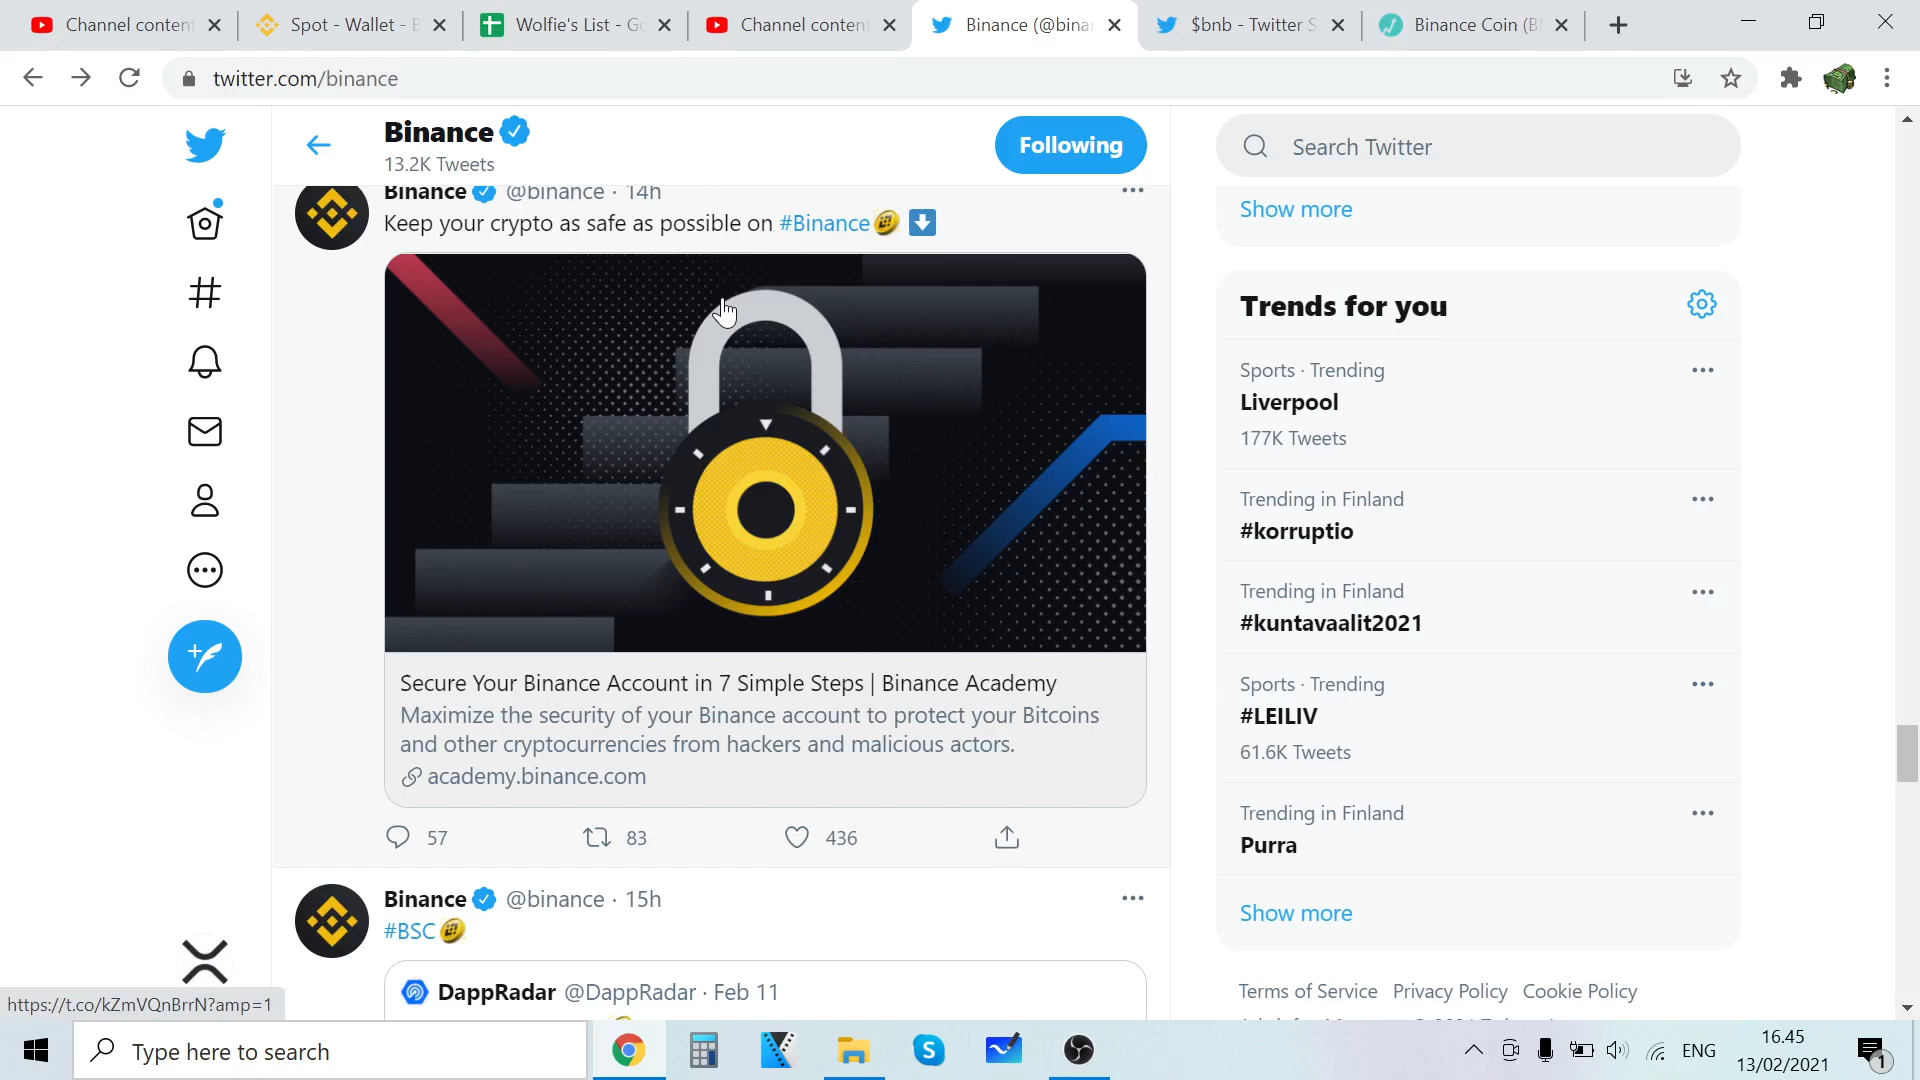 Channel content
Spot - Wallet - B
Wolfie's List - Go
Channel content
Binance (@binan
$bnb - Twitter S
Binance Coin (B
twitter.com/binance
Binance
13.2K Tweets
Following
Search Twitter
Binance @binance · 14h
Keep your crypto as safe as possible on #Binance
Secure Your Binance Account in 7 Simple Steps | Binance Academy
Maximize the security of your Binance account to protect your Bitcoins
and other cryptocurrencies from hackers and malicious actors.
academy.binance.com
57
83
436
Binance @binance · 15h
#BSC
DappRadar @DappRadar · Feb 11
Show more
Trends for you
Sports · Trending
Liverpool
177K Tweets
Trending in Finland
#korruptio
Trending in Finland
#kuntavaalit2021
Sports · Trending
#LEILIV
61.6K Tweets
Trending in Finland
Purra
Show more
Terms of Service Privacy Policy Cookie Policy
https://t.co/kZmVQnBrrN?amp=1
Type here to search
ENG
16.45
13/02/2021
1